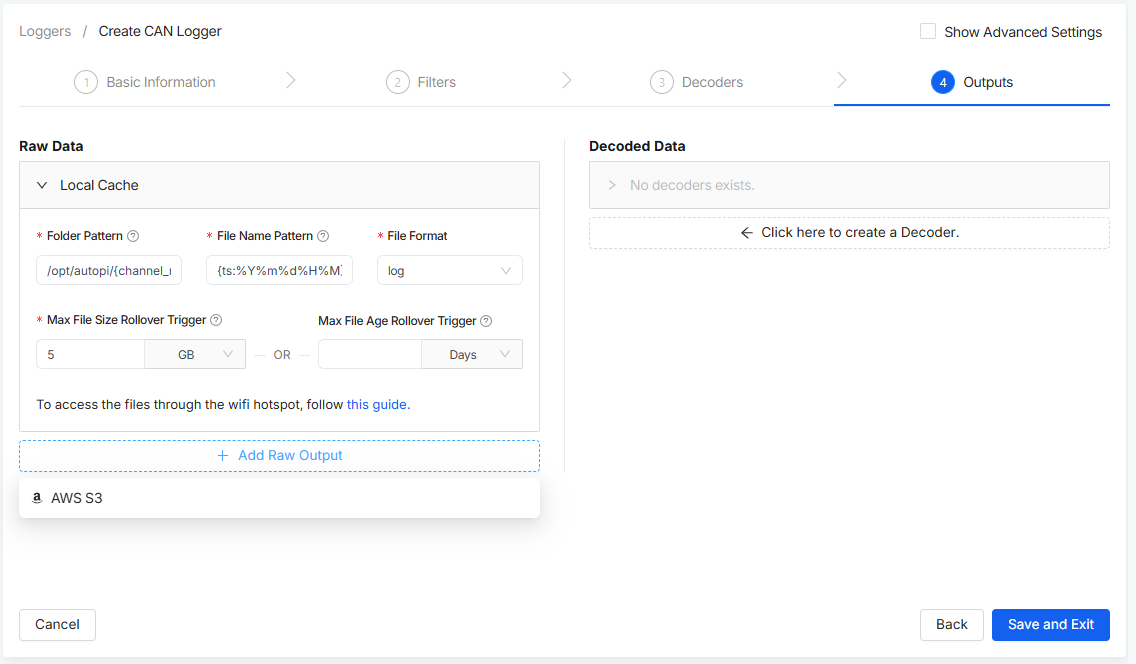 Loggers / Create CAN Logger
Show Advanced Settings
1 Basic Information
2 Filters
3 Decoders
4 Outputs
Raw Data
Local Cache
* Folder Pattern
* File Name Pattern
* File Format
/opt/autopi/{channel_
{ts:%Y%m%d%H%M
log
* Max File Size Rollover Trigger
Max File Age Rollover Trigger
5 GB
OR
Days
To access the files through the wifi hotspot, follow this guide.
+ Add Raw Output
AWS S3
Decoded Data
No decoders exists.
← Click here to create a Decoder.
Cancel
Back
Save and Exit